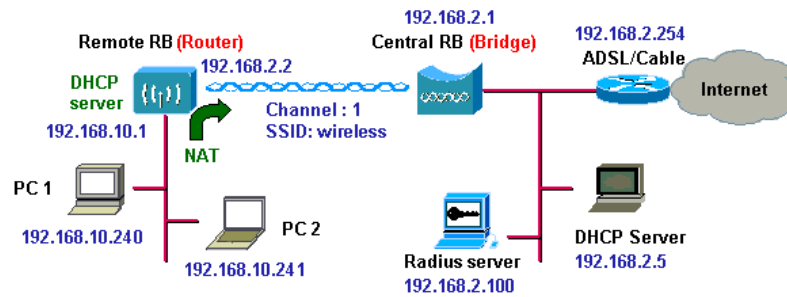 192.168.2.1
Remote RB (Router)
Central RB (Bridge)
192.168.2.254
ADSL/Cable
DHCP
server
192.168.2.2
Internet
192.168.10.1
Channel : 1
SSID: wireless
NAT
PC 1
PC 2
192.168.10.240
192.168.10.241
Radius server
192.168.2.100
DHCP Server
192.168.2.5